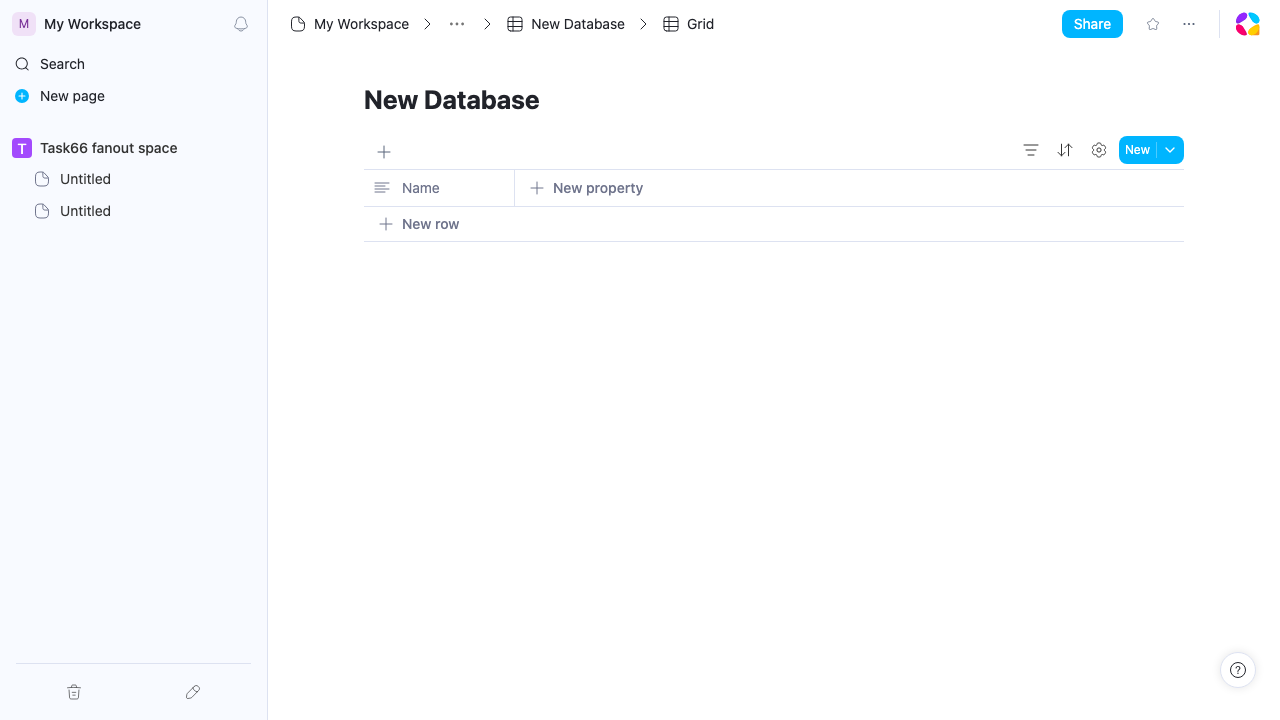 M My Workspace
Search
New page
T Task66 fanout space
Untitled
Untitled
My Workspace > ... > New Database > Grid
Share
New Database
New
Name
New property
New row
?